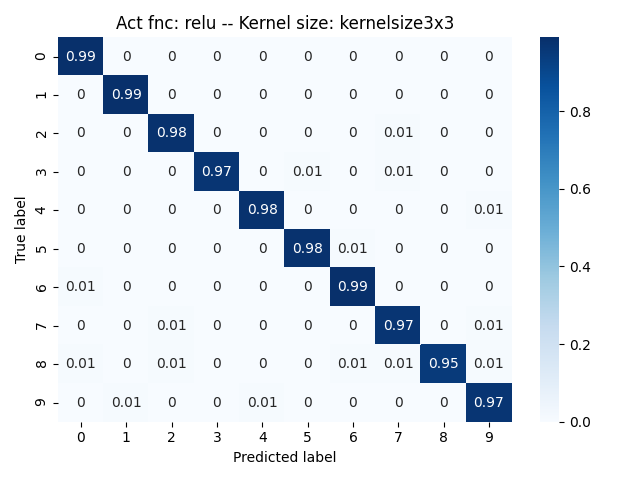 Act fnc: relu -- Kernel size: kernelsize3x3
True label
0 0.99 0 0 0 0 0 0 0 0 0
1 0 0.99 0 0 0 0 0 0 0 0
2 0 0 0.98 0 0 0 0 0.01 0 0
3 0 0 0 0.97 0 0.01 0 0.01 0 0
4 0 0 0 0 0.98 0 0 0 0 0.01
5 0 0 0 0 0 0.98 0.01 0 0 0
6 0.01 0 0 0 0 0 0.99 0 0 0
7 0 0 0.01 0 0 0 0 0.97 0 0.01
8 0.01 0 0.01 0 0 0 0.01 0.01 0.95 0.01
9 0 0.01 0 0 0.01 0 0 0 0 0.97
0 1 2 3 4 5 6 7 8 9
Predicted label
0.8
0.6
0.4
0.2
0.0